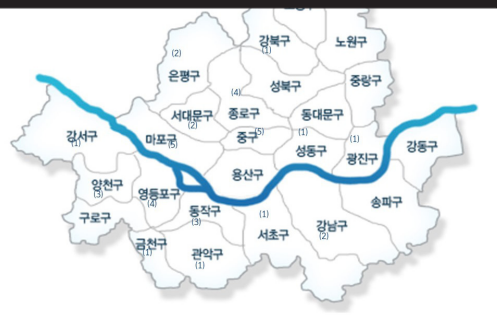 강북구
(1)
노원구
(2)
은평구
성북구
중랑구
(4)
서대문구
(2)
종로구
동대문구
(1)
중구
(5)
마포구
(5)
성동구
(1)
광진구
강동구
강서구
(1)
용산구
양천구
(3)
영등포구
(4)
동작구
(3)
(1)
서초구
강남구
(2)
송파구
구로구
금천구
(1)
관악구
(1)